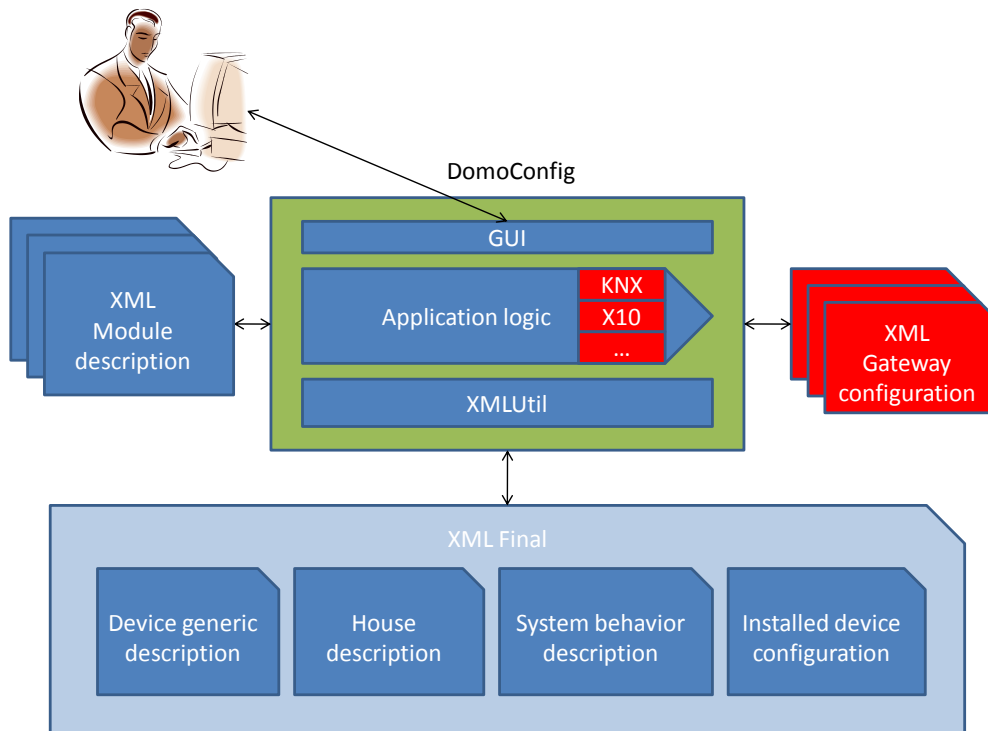 DomoConfig
GUI
XML
Module
description
Application logic
KNX
X10
...
XMLUtil
XML
Gateway
configuration
XML Final
Device generic
description
House
description
System behavior
description
Installed device
configuration